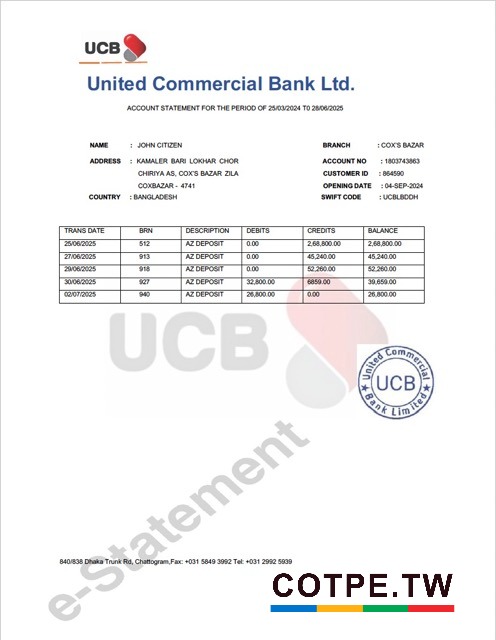 UCB
United Commercial Bank Ltd.
ACCOUNT STATEMENT FOR THE PERIOD OF 25/03/2024 T0 28/06/2025
NAME : JOHN CITIZEN BRANCH : COX'S BAZAR
ADDRESS : KAMALER BARI LOKHAR CHOR ACCOUNT NO : 1803743863
CHIRIYA AS, COX'S BAZAR ZILA CUSTOMER ID : 864590
COXBAZAR - 4741 OPENING DATE : 04-SEP-2024
COUNTRY : BANGLADESH SWIFT CODE : UCBLBDDH
TRANS DATE BRN DESCRIPTION DEBITS CREDITS BALANCE
25/06/2025 512 AZ DEPOSIT 0.00 2,68,800.00 2,68,800.00
27/06/2025 913 AZ DEPOSIT 0.00 45,240.00 45,240.00
29/06/2025 918 AZ DEPOSIT 0.00 52,260.00 52,260.00
30/06/2025 927 AZ DEPOSIT 32,800.00 6859.00 39,659.00
02/07/2025 940 AZ DEPOSIT 26,800.00 0.00 26,800.00
UCB
United Commercial
UCB
Bank Limited
e-Statement
840/838 Dhaka Trunk Rd, Chattogram,Fax: +031 5849 3992 Tel: +031 2992 5939
COTPE.TW